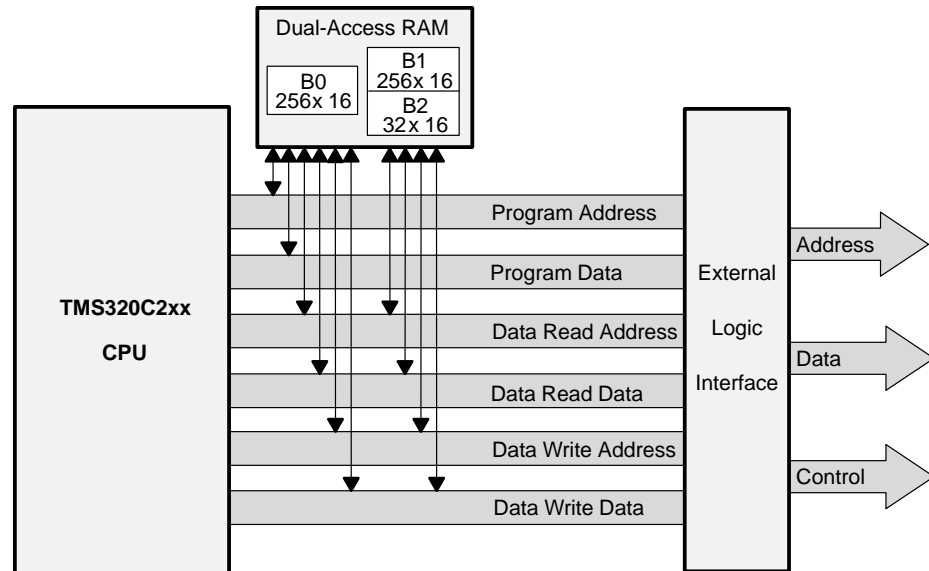 Dual-Access RAM
B0
256x 16
B1
256x 16
B2
32x 16
TMS320C2xx
CPU
Program Address
Program Data
Data Read Address
Data Read Data
Data Write Address
Data Write Data
External
Logic
Interface
Address
Data
Control